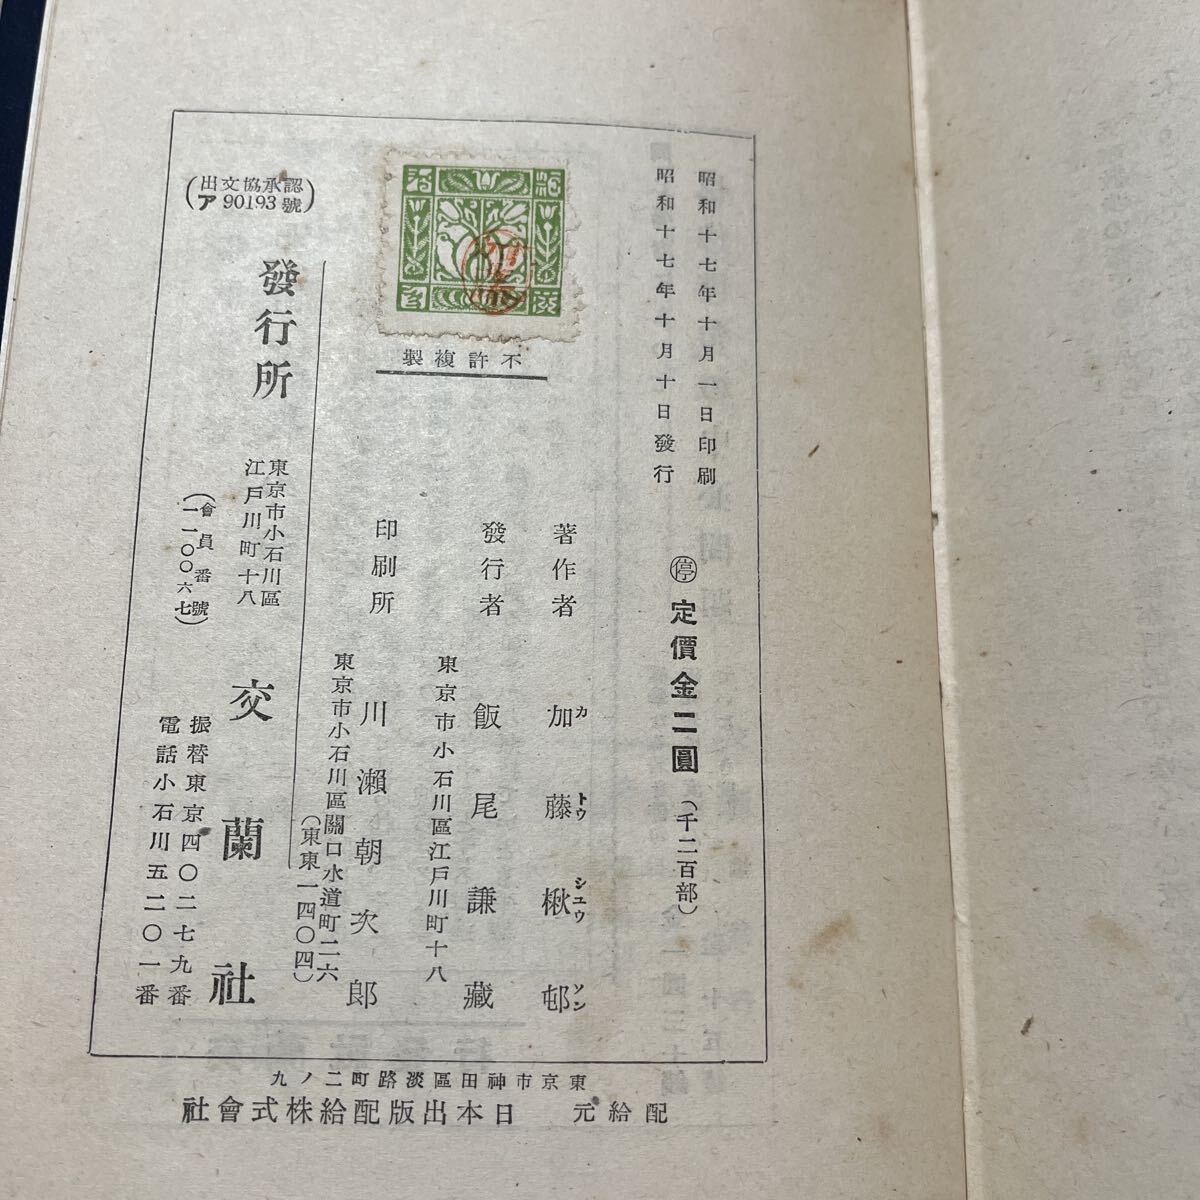 昭和十七年十月一日印刷
昭和十七年十月十日發行
停 定價金二圓 （千二百部）
著作者 加藤楸邨
カトウシユウソン
發行者 飯尾謙藏
東京市小石川區江戸川町十八
印刷所 川瀨朝次郎
東京市小石川區關口水道町二六
（東東一四〇四）
不許複製
發行所 交蘭社
東京市小石川區
江戸川町十八
（會員番號
一一〇〇六七）
振替東京四〇二七九番
電話小石川五二〇一番
（出文協承認
ア90193號）
東京市神田區淡路町二ノ九
配給元 日本出版配給株式會社